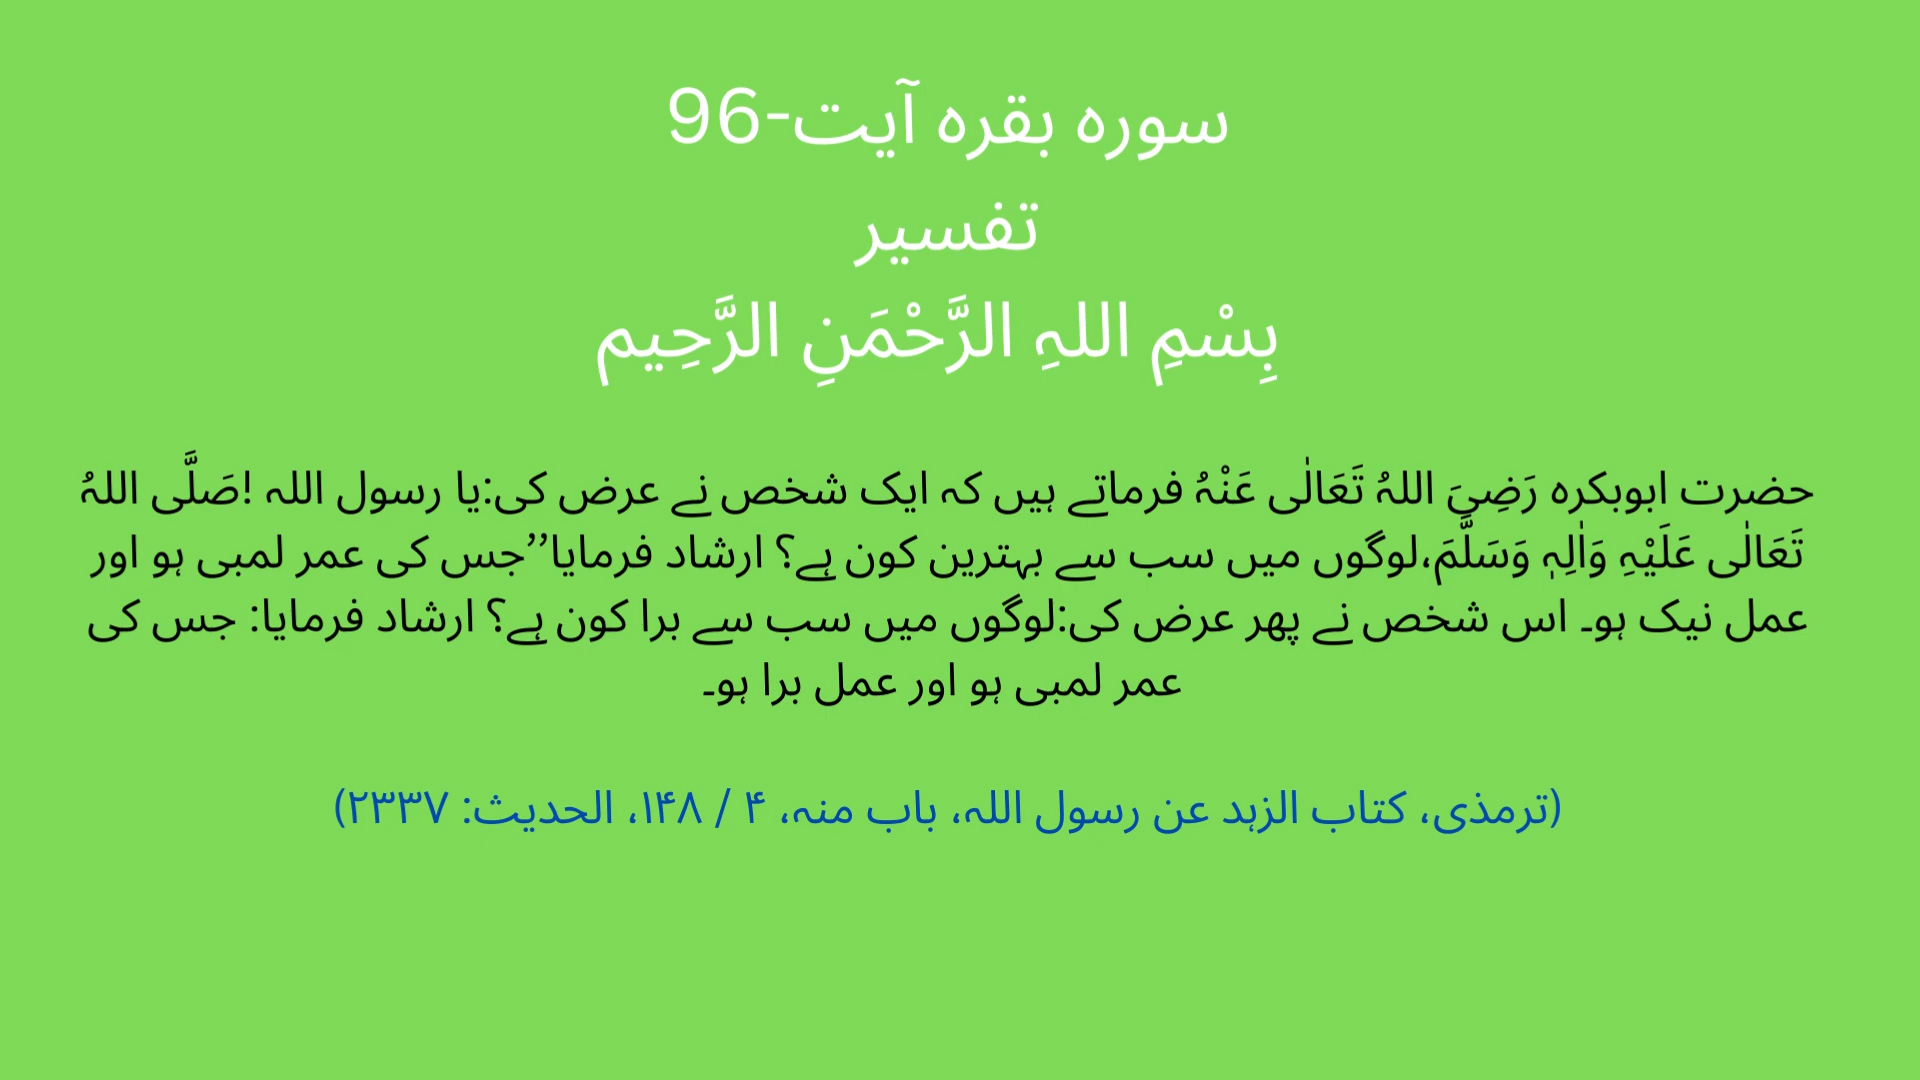 سورہ بقرہ آیت-96
تفسیر
بِسْمِ اللہِ الرَّحْمَنِ الرَّحِیم
حضرت ابوبکرہ رَضِیَ اللہُ تَعَالٰی عَنْہُ فرماتے ہیں کہ ایک شخص نے عرض کی:یا رسول اللہ !صَلَّی اللہُ
تَعَالٰی عَلَیْہِ وَاٰلِہٖ وَسَلَّمَ،لوگوں میں سب سے بہترین کون ہے؟ ارشاد فرمایا’’جس کی عمر لمبی ہو اور
عمل نیک ہو۔ اس شخص نے پھر عرض کی:لوگوں میں سب سے برا کون ہے؟ ارشاد فرمایا: جس کی
عمر لمبی ہو اور عمل برا ہو۔
(ترمذی، کتاب الزہد عن رسول اللہ، باب منہ، ۴ / ۱۴۸، الحدیث: ۲۳۳۷)